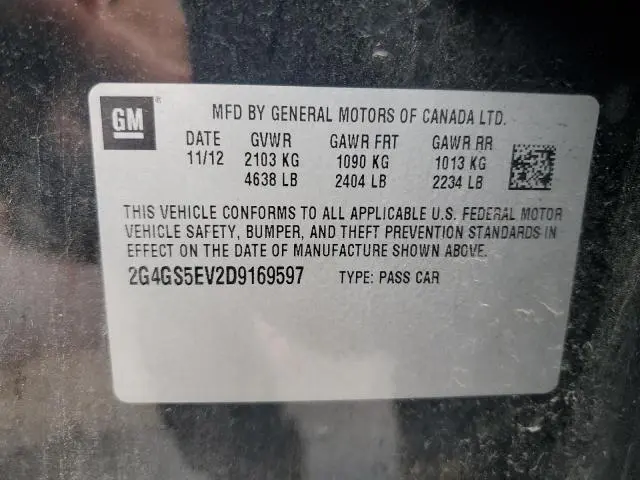 GM ®
MFD BY GENERAL MOTORS OF CANADA LTD.
DATE GVWR GAWR FRT GAWR RR
11/12 2103 KG 1090 KG 1013 KG
4638 LB 2404 LB 2234 LB
THIS VEHICLE CONFORMS TO ALL APPLICABLE U.S. FEDERAL MOTOR
VEHICLE SAFETY, BUMPER, AND THEFT PREVENTION STANDARDS IN
EFFECT ON THE DATE OF MANUFACTURE SHOWN ABOVE.
2G4GS5EV2D9169597 TYPE: PASS CAR